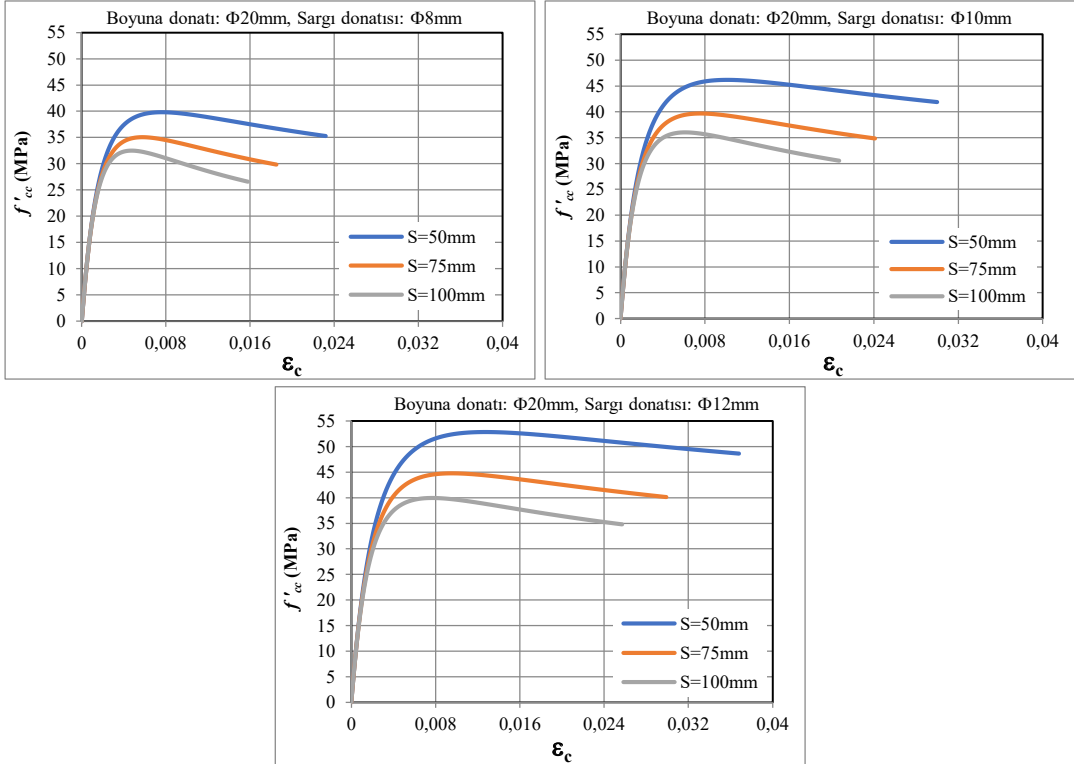 Boyuna donatı: Φ20mm, Sargı donatısı: Φ8mm
55
50
45
40
35
30
25
20
15
10
5
0
f'cc (MPa)
S=50mm
S=75mm
S=100mm
0 0,008 0,016 0,024 0,032 0,04
εc
Boyuna donatı: Φ20mm, Sargı donatısı: Φ10mm
55
50
45
40
35
30
25
20
15
10
5
0
f'cc (MPa)
S=50mm
S=75mm
S=100mm
0 0,008 0,016 0,024 0,032 0,04
εc
Boyuna donatı: Φ20mm, Sargı donatısı: Φ12mm
55
50
45
40
35
30
25
20
15
10
5
0
f'cc (MPa)
S=50mm
S=75mm
S=100mm
0 0,008 0,016 0,024 0,032 0,04
εc